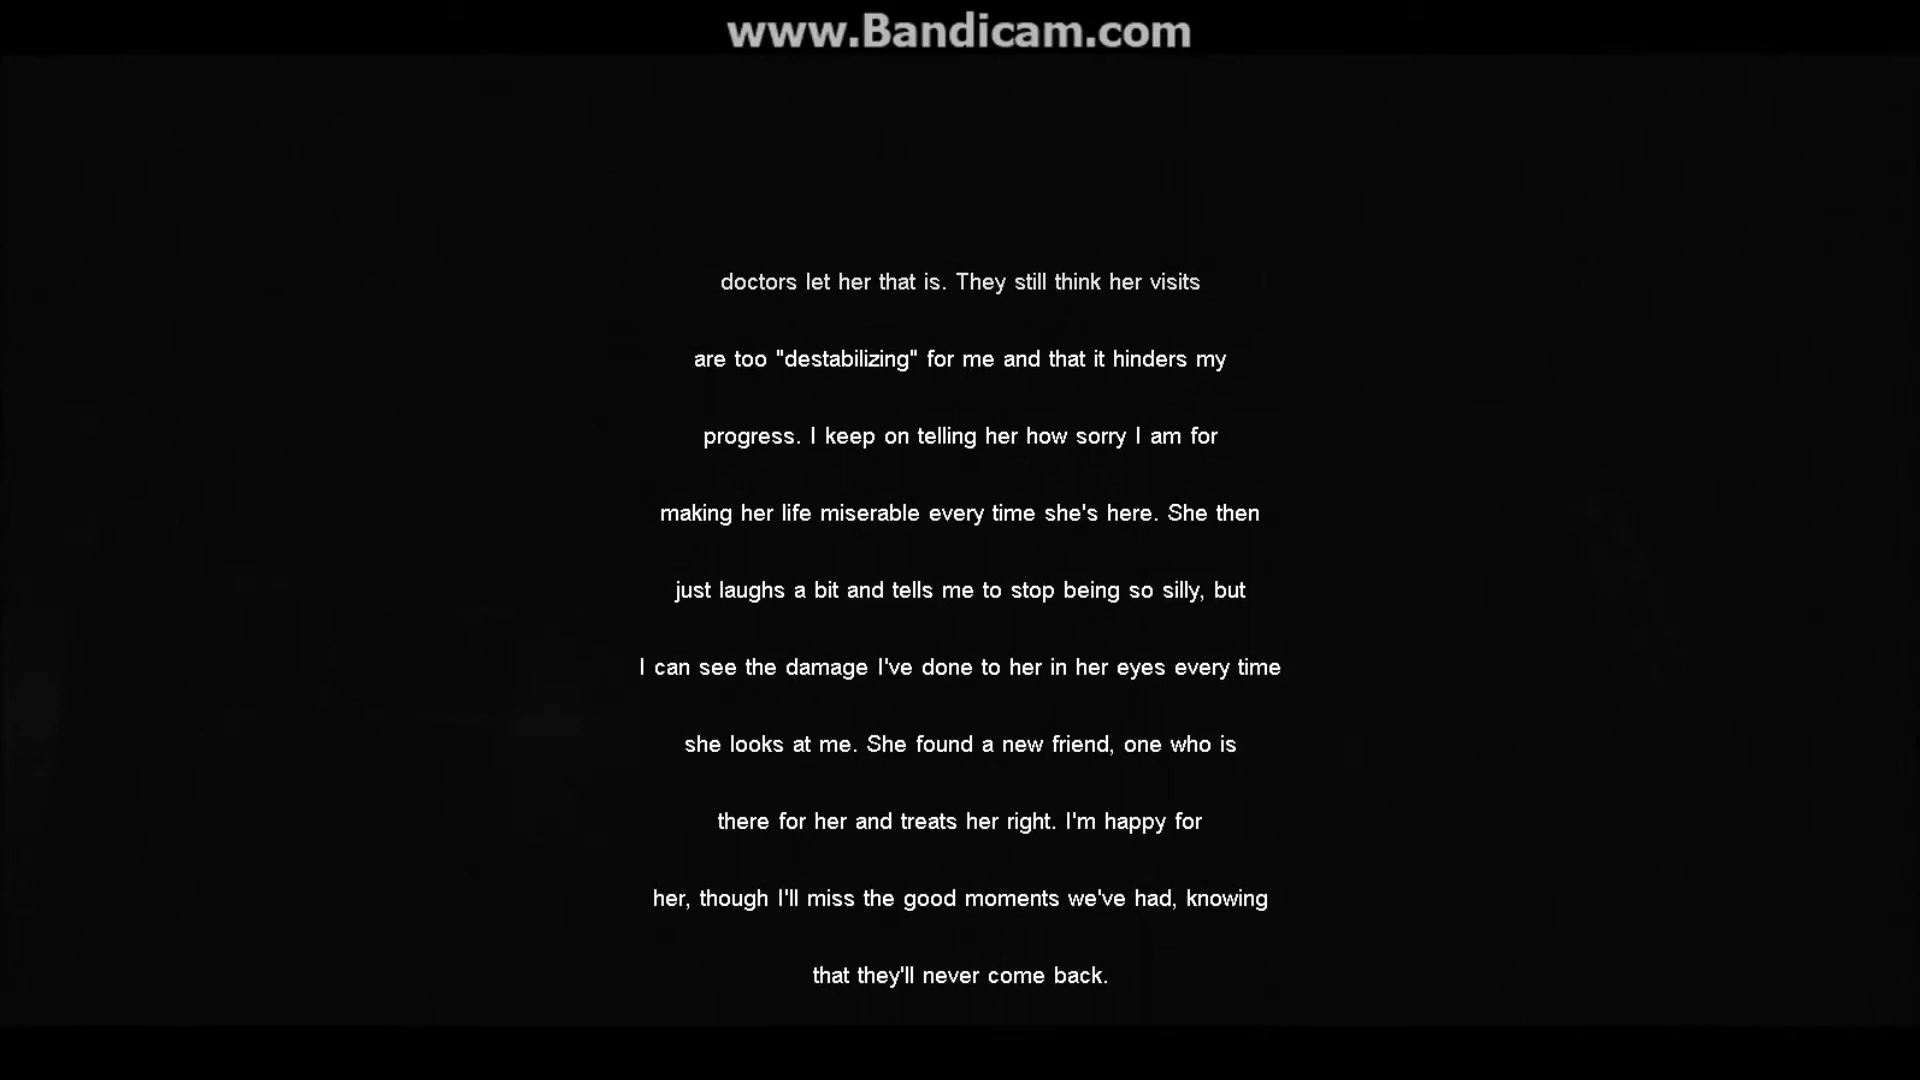 www.Bandicam.com
doctors let her that is. They still think her visits
are too "destabilizing" for me and that it hinders my
progress. I keep on telling her how sorry I am for
making her life miserable every time she's here. She then
just laughs a bit and tells me to stop being so silly, but
I can see the damage I've done to her in her eyes every time
she looks at me. She found a new friend, one who is
there for her and treats her right. I'm happy for
her, though I'll miss the good moments we've had, knowing
that they'll never come back.